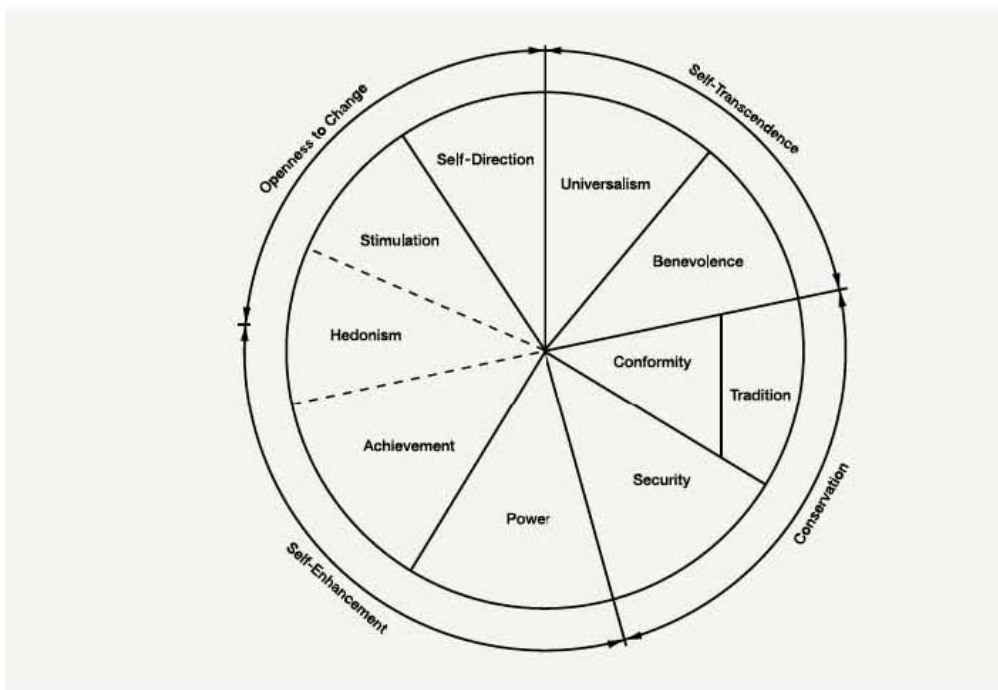 Openness to Change
Self-Transcendence
Self-Direction
Universalism
Stimulation
Benevolence
Hedonism
Conformity
Tradition
Achievement
Security
Power
Conservation
Self-Enhancement